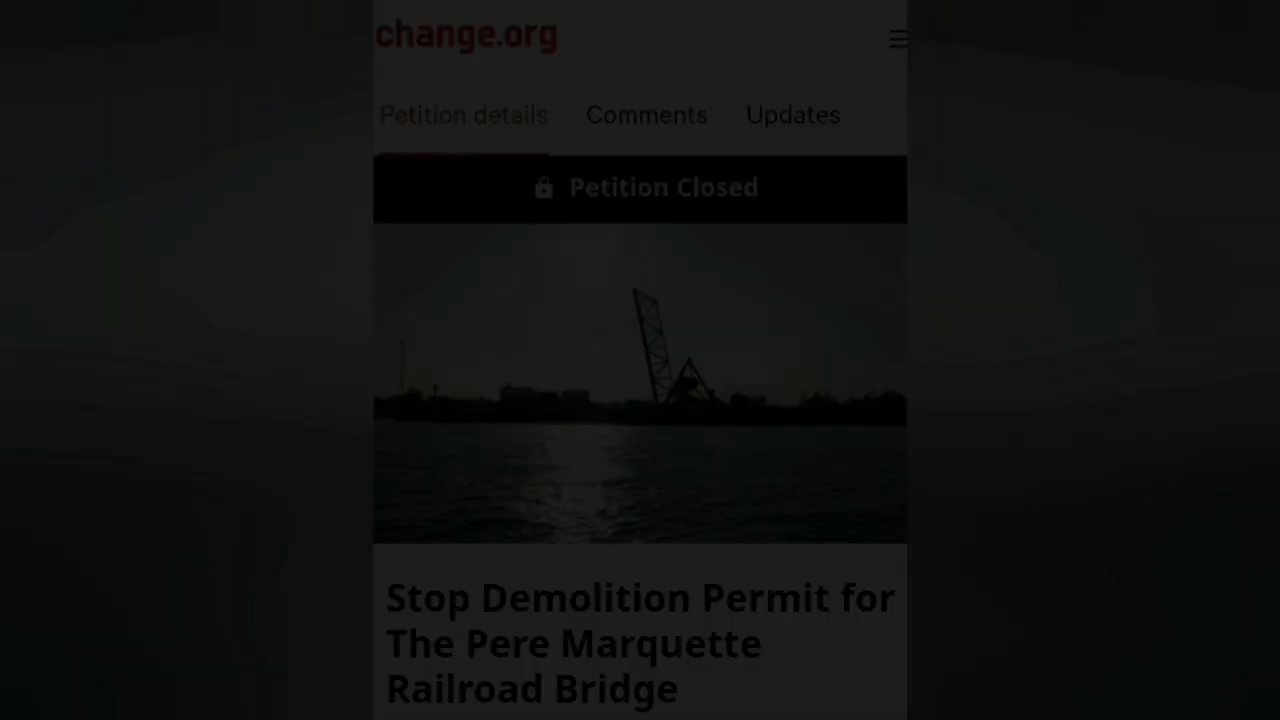 change.org
Petition details Comments Updates
Petition Closed
Stop Demolition Permit for
The Pere Marquette
Railroad Bridge